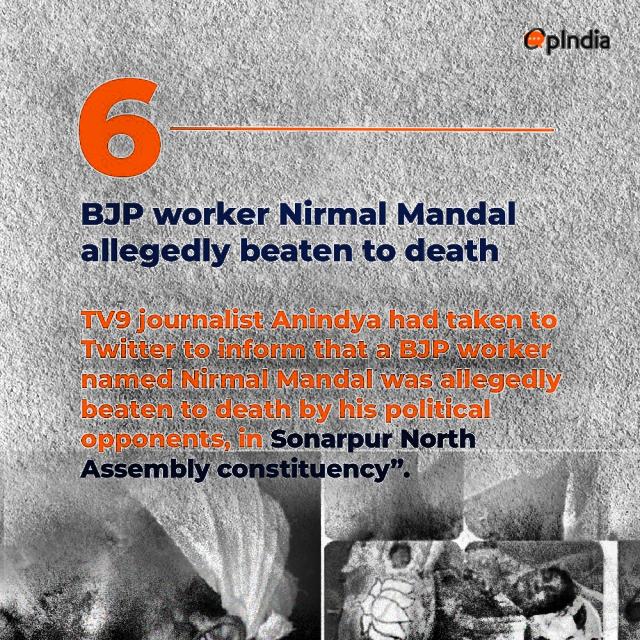 OpIndia
6
BJP worker Nirmal Mandal
allegedly beaten to death
TV9 journalist Anindya had taken to
Twitter to inform that a BJP worker
named Nirmal Mandal was allegedly
beaten to death by his political
opponents, in Sonarpur North
Assembly constituency”.